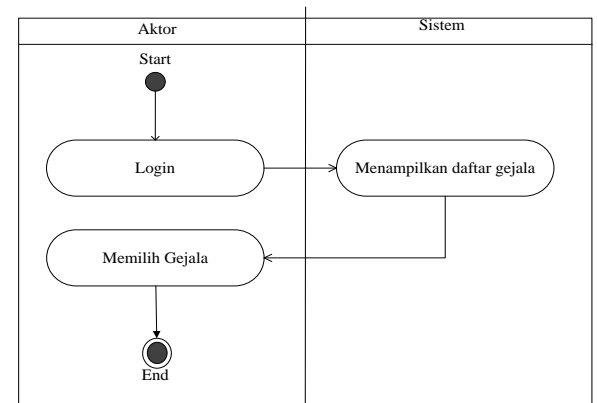 Aktor
Sistem
Start
Login
Menampilkan daftar gejala
Memilih Gejala
End